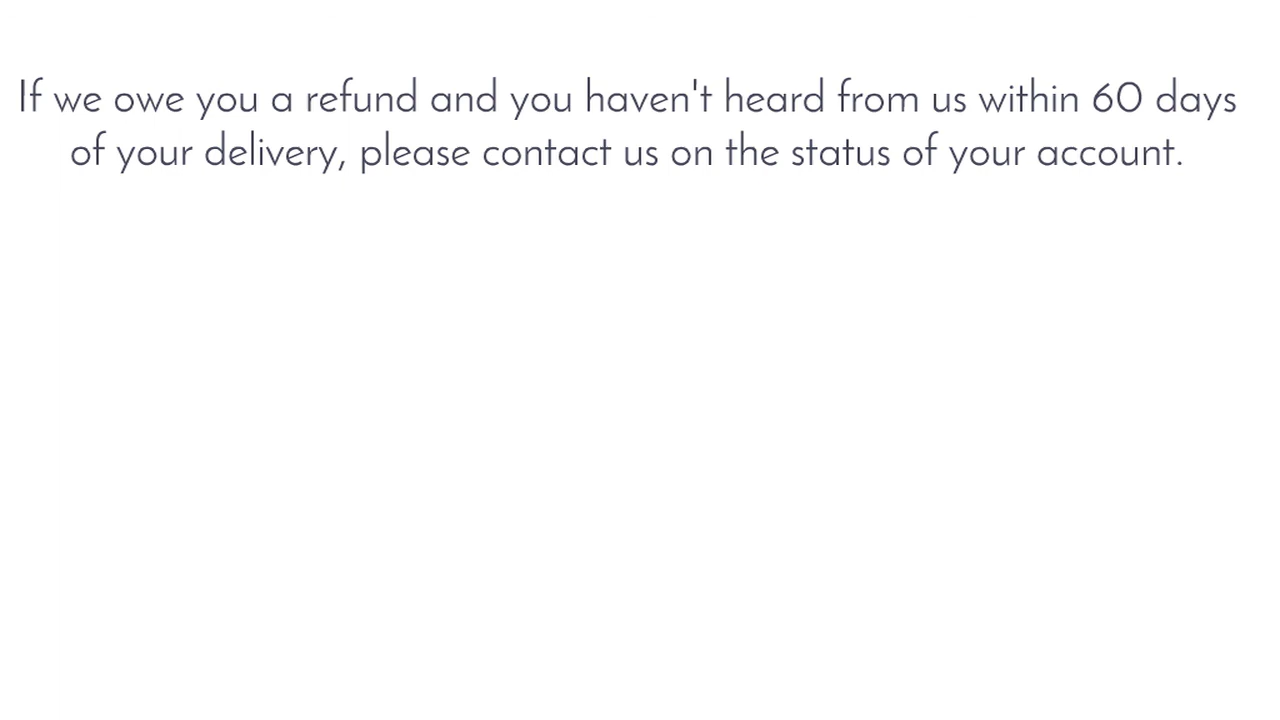 If we owe you a refund and you haven't heard from us within 60 days
of your delivery, please contact us on the status of your account.